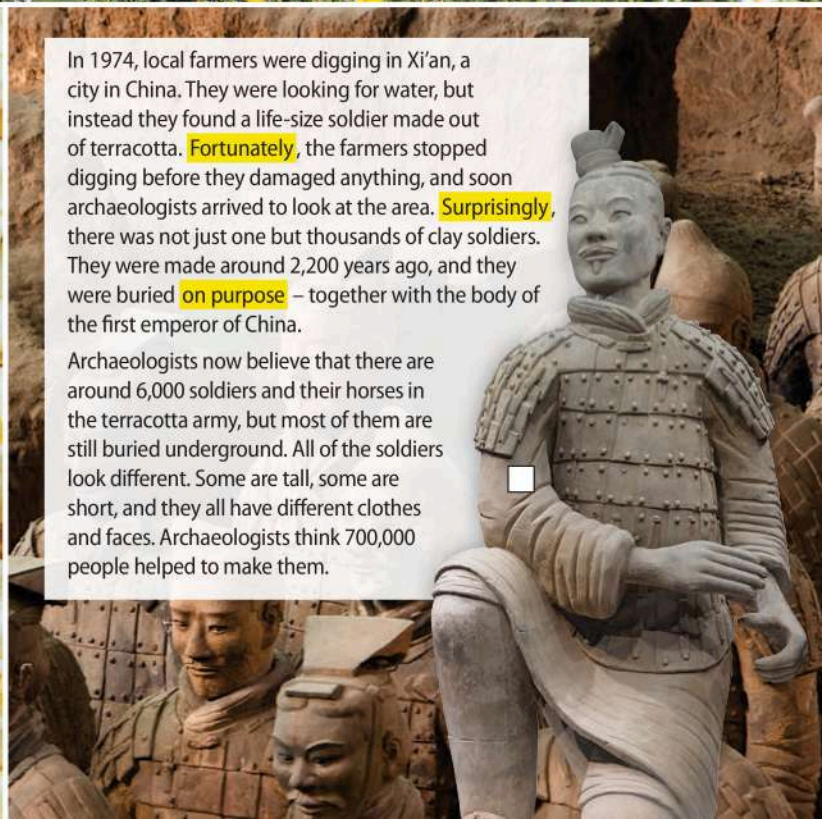 In 1974, local farmers were digging in Xi'an, a
city in China. They were looking for water, but
instead they found a life-size soldier made out
of terracotta. Fortunately, the farmers stopped
digging before they damaged anything, and soon
archaeologists arrived to look at the area. Surprisingly,
there was not just one but thousands of clay soldiers.
They were made around 2,200 years ago, and they
were buried on purpose – together with the body of
the first emperor of China.
Archaeologists now believe that there are
around 6,000 soldiers and their horses in
the terracotta army, but most of them are
still buried underground. All of the soldiers
look different. Some are tall, some are
short, and they all have different clothes
and faces. Archaeologists think 700,000
people helped to make them.